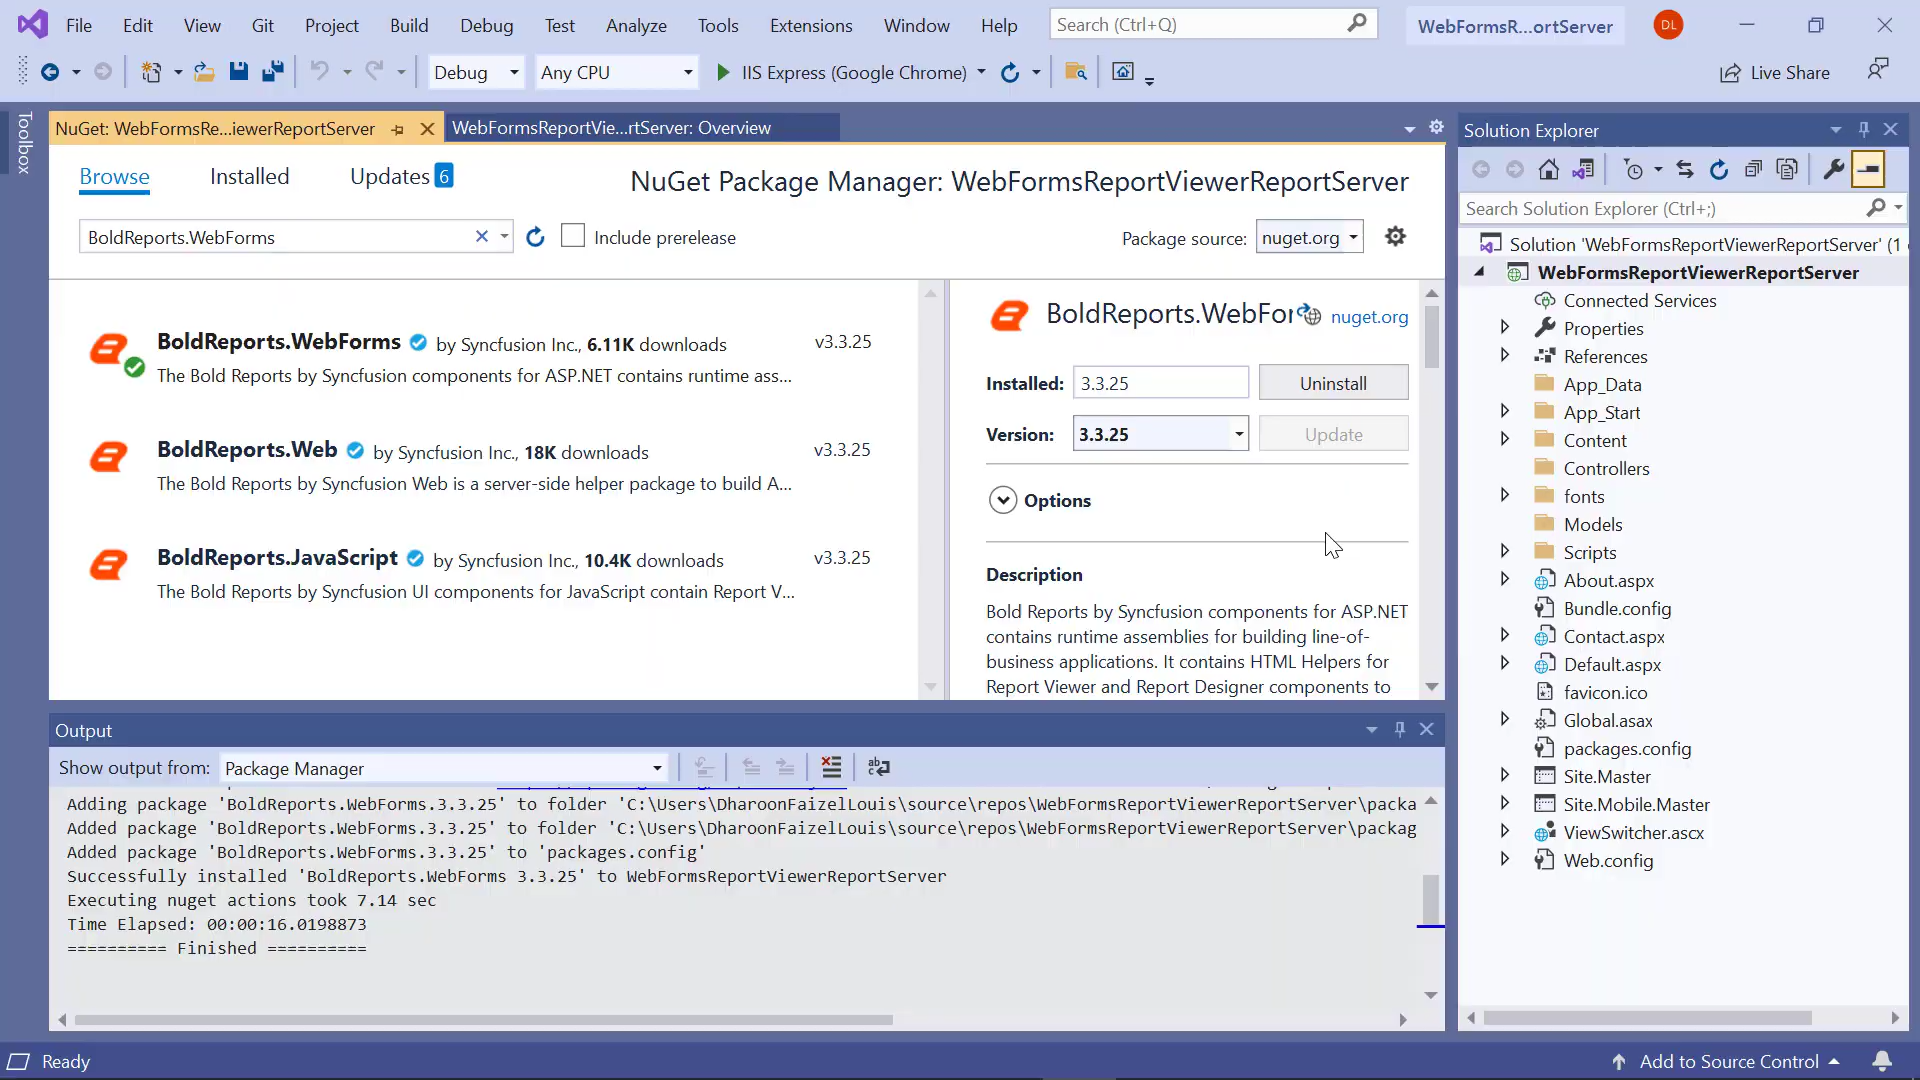 File Edit View Git Project Build Debug Test Analyze Tools Extensions Window Help Search (Ctrl+Q) WebFormsR...ortServer DL
Debug Any CPU IIS Express (Google Chrome) Live Share
Toolbox
NuGet: WebFormsRe...iewerReportServer WebFormsReportVie...rtServer: Overview
Browse Installed Updates 6 NuGet Package Manager: WebFormsReportViewerReportServer
BoldReports.WebForms Include prerelease Package source: nuget.org
BoldReports.WebForms by Syncfusion Inc., 6.11K downloads v3.3.25
The Bold Reports by Syncfusion components for ASP.NET contains runtime ass...
BoldReports.Web by Syncfusion Inc., 18K downloads v3.3.25
The Bold Reports by Syncfusion Web is a server-side helper package to build A...
BoldReports.JavaScript by Syncfusion Inc., 10.4K downloads v3.3.25
The Bold Reports by Syncfusion UI components for JavaScript contain Report V...
BoldReports.WebFor nuget.org
Installed: 3.3.25 Uninstall
Version: 3.3.25 Update
Options
Description
Bold Reports by Syncfusion components for ASP.NET
contains runtime assemblies for building line-of-
business applications. It contains HTML Helpers for
Report Viewer and Report Designer components to
Output
Show output from: Package Manager
Adding package 'BoldReports.WebForms.3.3.25' to folder 'C:\Users\DharoonFaizelLouis\source\repos\WebFormsReportViewerReportServer\packa
Added package 'BoldReports.WebForms.3.3.25' to folder 'C:\Users\DharoonFaizelLouis\source\repos\WebFormsReportViewerReportServer\packag
Added package 'BoldReports.WebForms.3.3.25' to 'packages.config'
Successfully installed 'BoldReports.WebForms 3.3.25' to WebFormsReportViewerReportServer
Executing nuget actions took 7.14 sec
Time Elapsed: 00:00:16.0198873
========== Finished ==========
Solution Explorer
Search Solution Explorer (Ctrl+;)
Solution 'WebFormsReportViewerReportServer' (1
WebFormsReportViewerReportServer
Connected Services
Properties
References
App_Data
App_Start
Content
Controllers
fonts
Models
Scripts
About.aspx
Bundle.config
Contact.aspx
Default.aspx
favicon.ico
Global.asax
packages.config
Site.Master
Site.Mobile.Master
ViewSwitcher.ascx
Web.config
Ready Add to Source Control